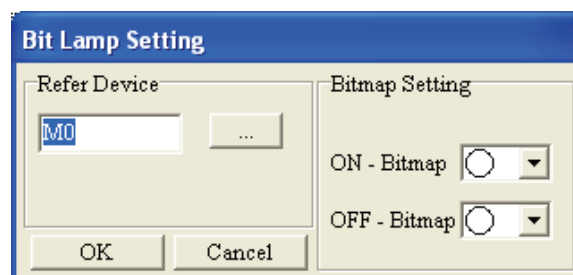 Bit Lamp Setting
Refer Device
M0
...
OK
Cancel
Bitmap Setting
ON - Bitmap
OFF - Bitmap